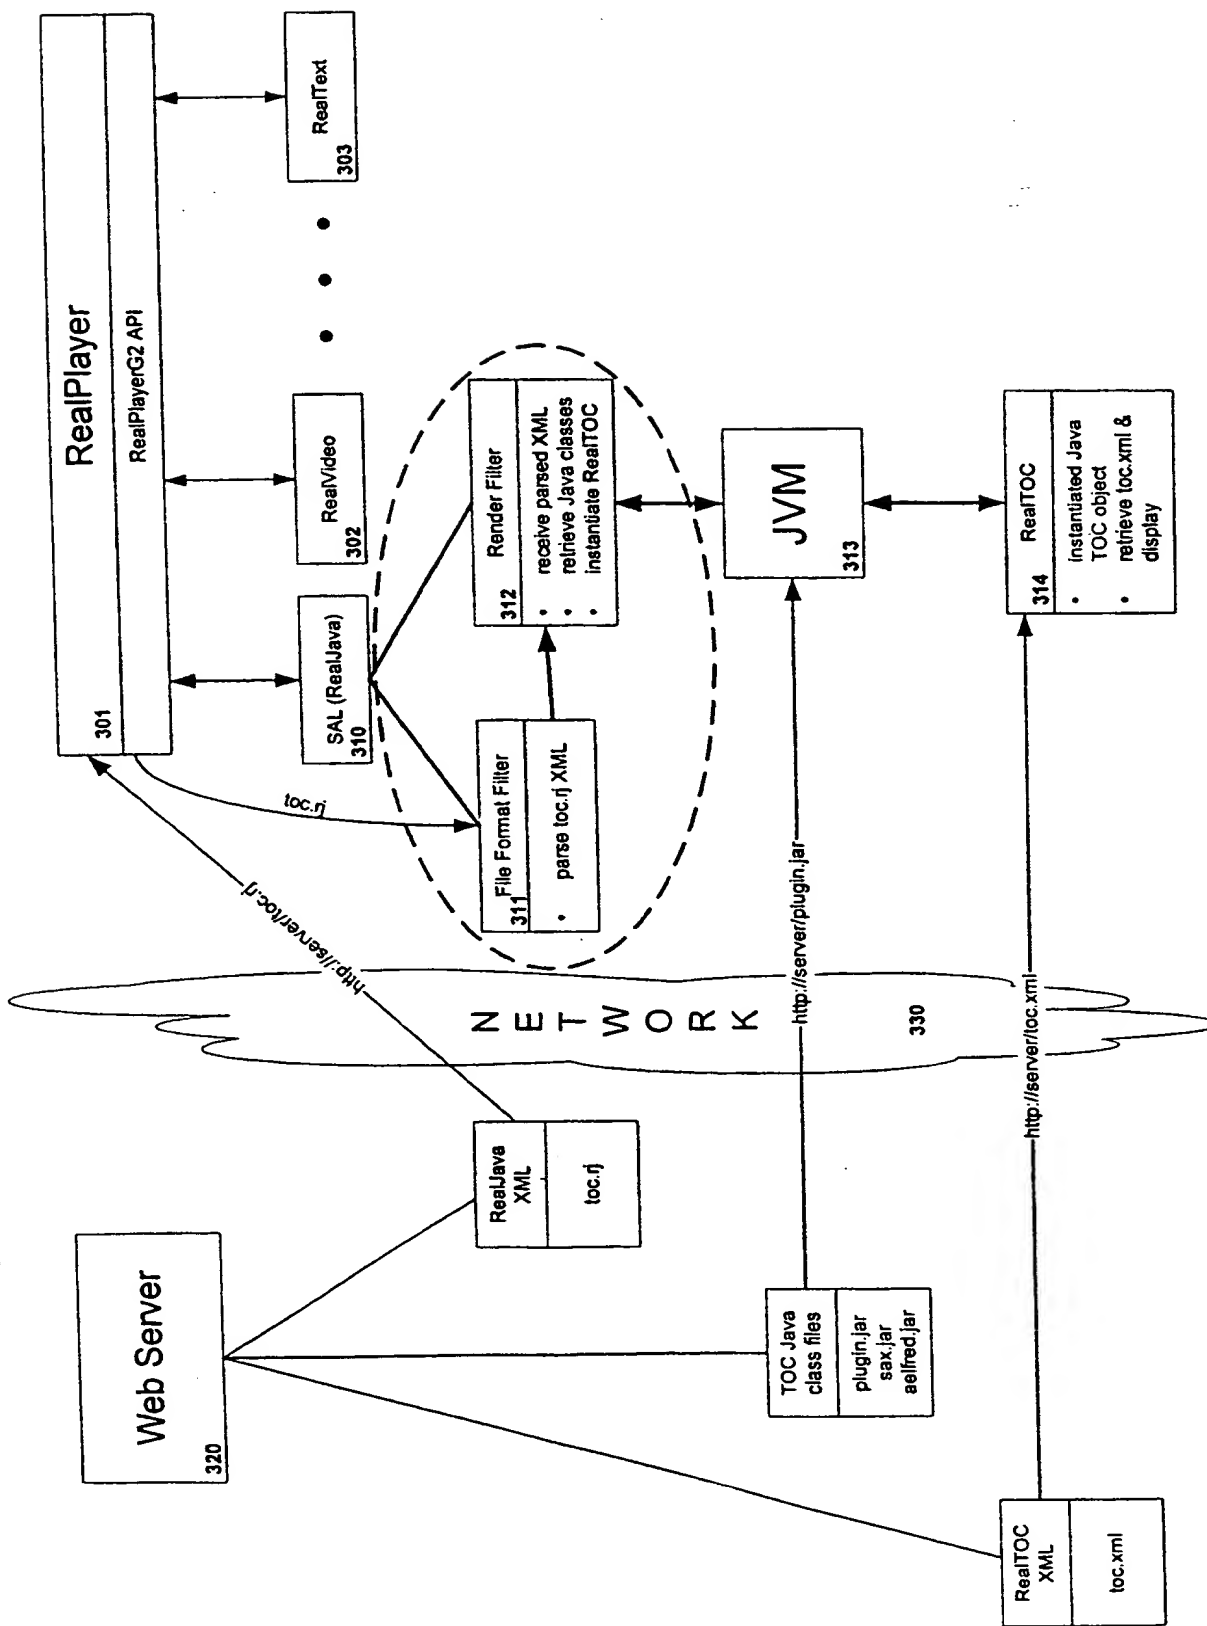 Web Server
320
RealJava
XML
toc.rj
TOC Java
class files
plugin.jar
sax.jar
aelfred.jar
RealTOC
XML
toc.xml
NETWORK
330
http://server/toc.rj
http://server/plugin.jar
http://server/toc.xml
RealPlayer
301
RealPlayerG2 API
toc.rj
SAL (RealJava)
310
RealVideo
302
• • •
RealText
303
File Format Filter
311
• parse toc.rj XML
Render Filter
312
• receive parsed XML
• retrieve Java classes
• instantiate RealTOC
JVM
313
RealTOC
314
• instantiated Java
TOC object
• retrieve toc.xml &
display